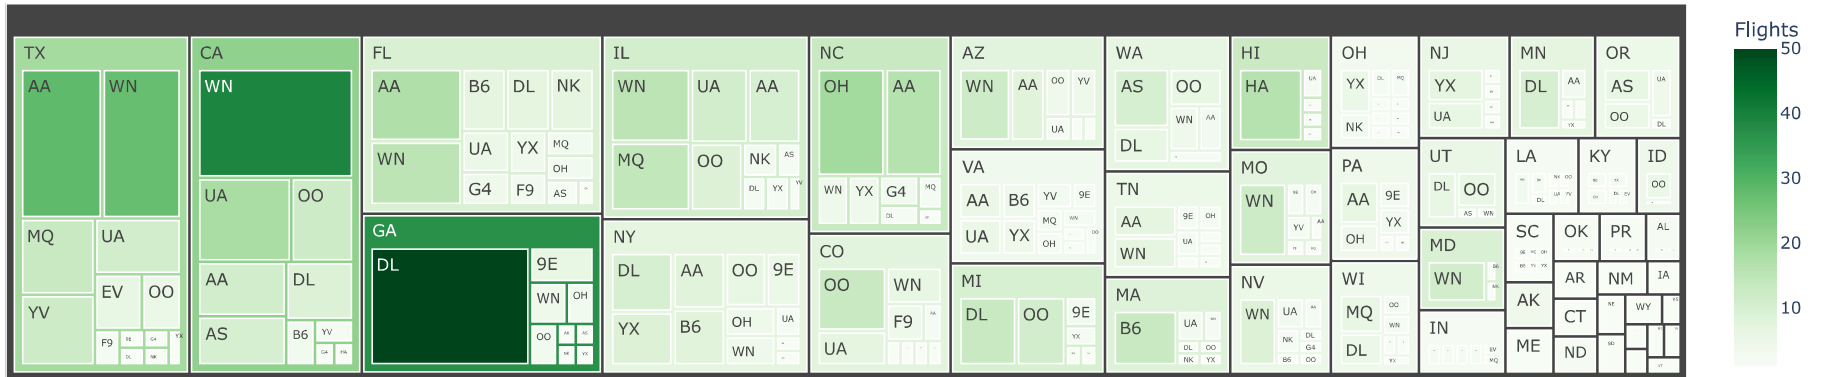 Flights
50
40
30
20
10
TX
AA
WN
MQ
UA
YV
EV
OO
F9
CA
WN
UA
OO
AA
DL
AS
B6
YV
FL
AA
B6
DL
NK
WN
UA
YX
MQ
OH
G4
F9
AS
GA
DL
9E
WN
OH
OO
IL
WN
UA
AA
MQ
OO
NK
AS
DL
YX
NY
DL
AA
OO
9E
YX
B6
OH
UA
WN
NC
OH
AA
WN
YX
G4
MQ
DL
CO
OO
WN
F9
UA
AZ
WN
AA
OO
YV
UA
VA
AA
B6
YV
9E
UA
YX
MQ
WN
OH
MI
DL
OO
9E
YX
WA
AS
OO
WN
AA
DL
TN
AA
9E
OH
WN
UA
MA
B6
UA
DL
OO
NK
YX
HI
HA
UA
MO
WN
YV
AA
NV
WN
UA
NK
DL
G4
B6
OO
OH
YX
DL
MQ
NK
PA
AA
9E
YX
OH
WI
MQ
OO
WN
DL
YX
NJ
YX
UA
UT
DL
OO
AS
WN
MD
WN
IN
EV
MQ
MN
DL
AA
YX
OR
AS
UA
OO
DL
LA
KY
ID
OO
SC
OK
PR
AL
AK
AR
NM
IA
ME
CT
WY
ND